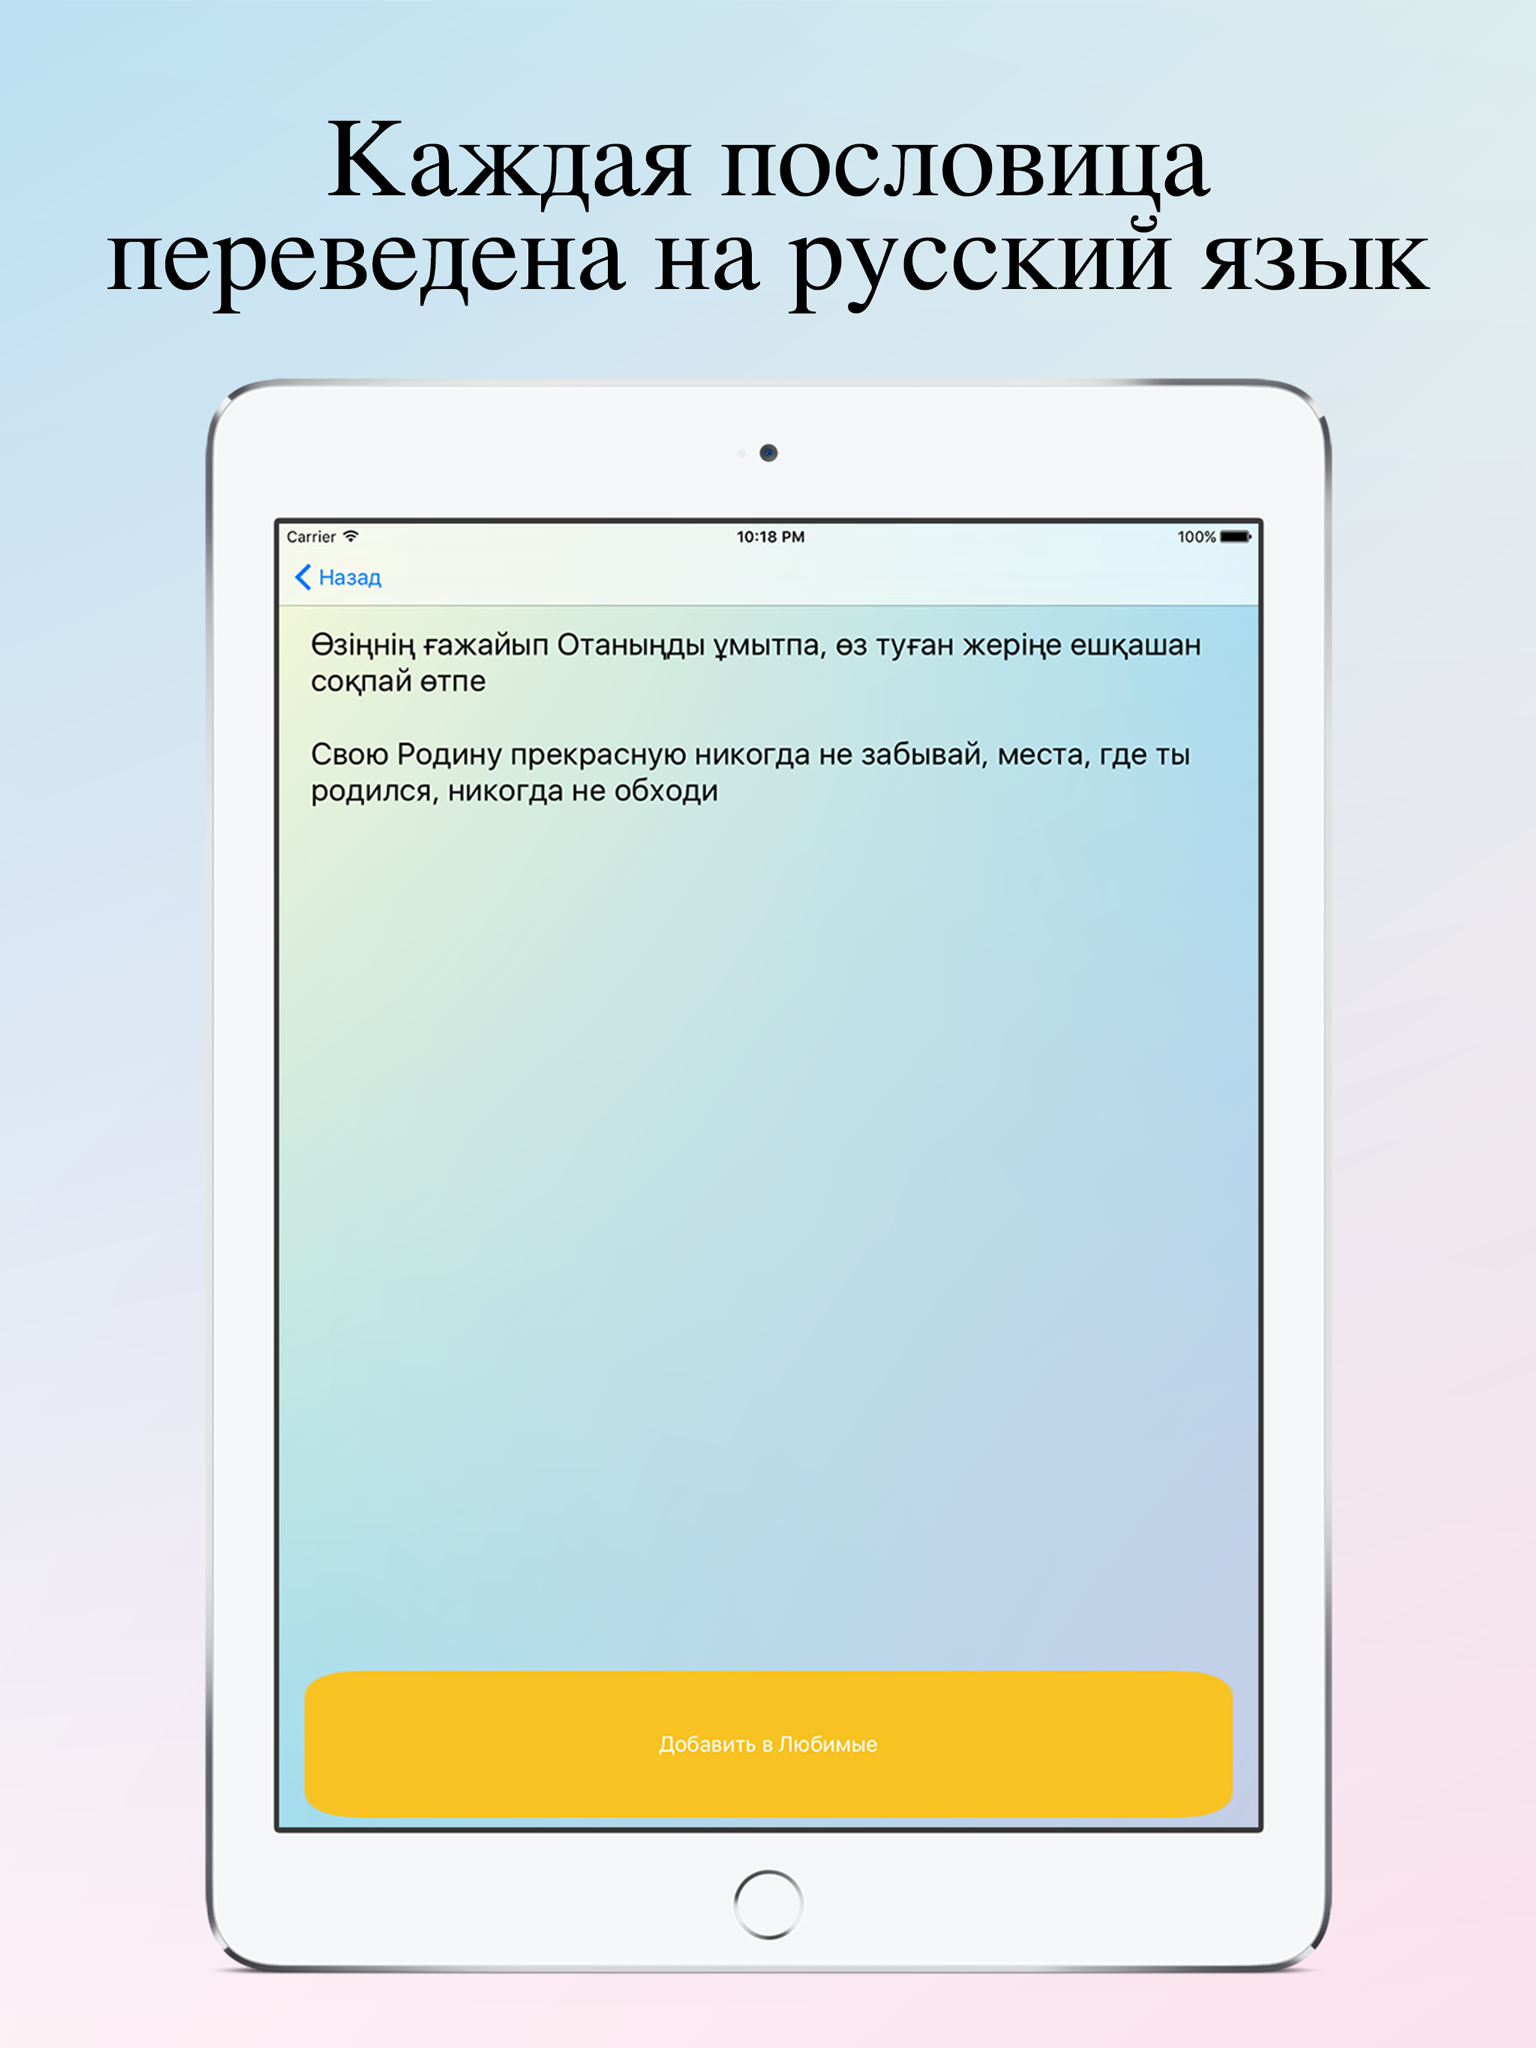 Каждая пословица
переведена на русский язык
Carrier 10:18 PM 100%
Назад
Өзіңнің ғажайып Отаныңды ұмытпа, өз туған жеріңе ешқашан
соқпай өтпе
Свою Родину прекрасную никогда не забывай, места, где ты
родился, никогда не обходи
Добавить в Любимые